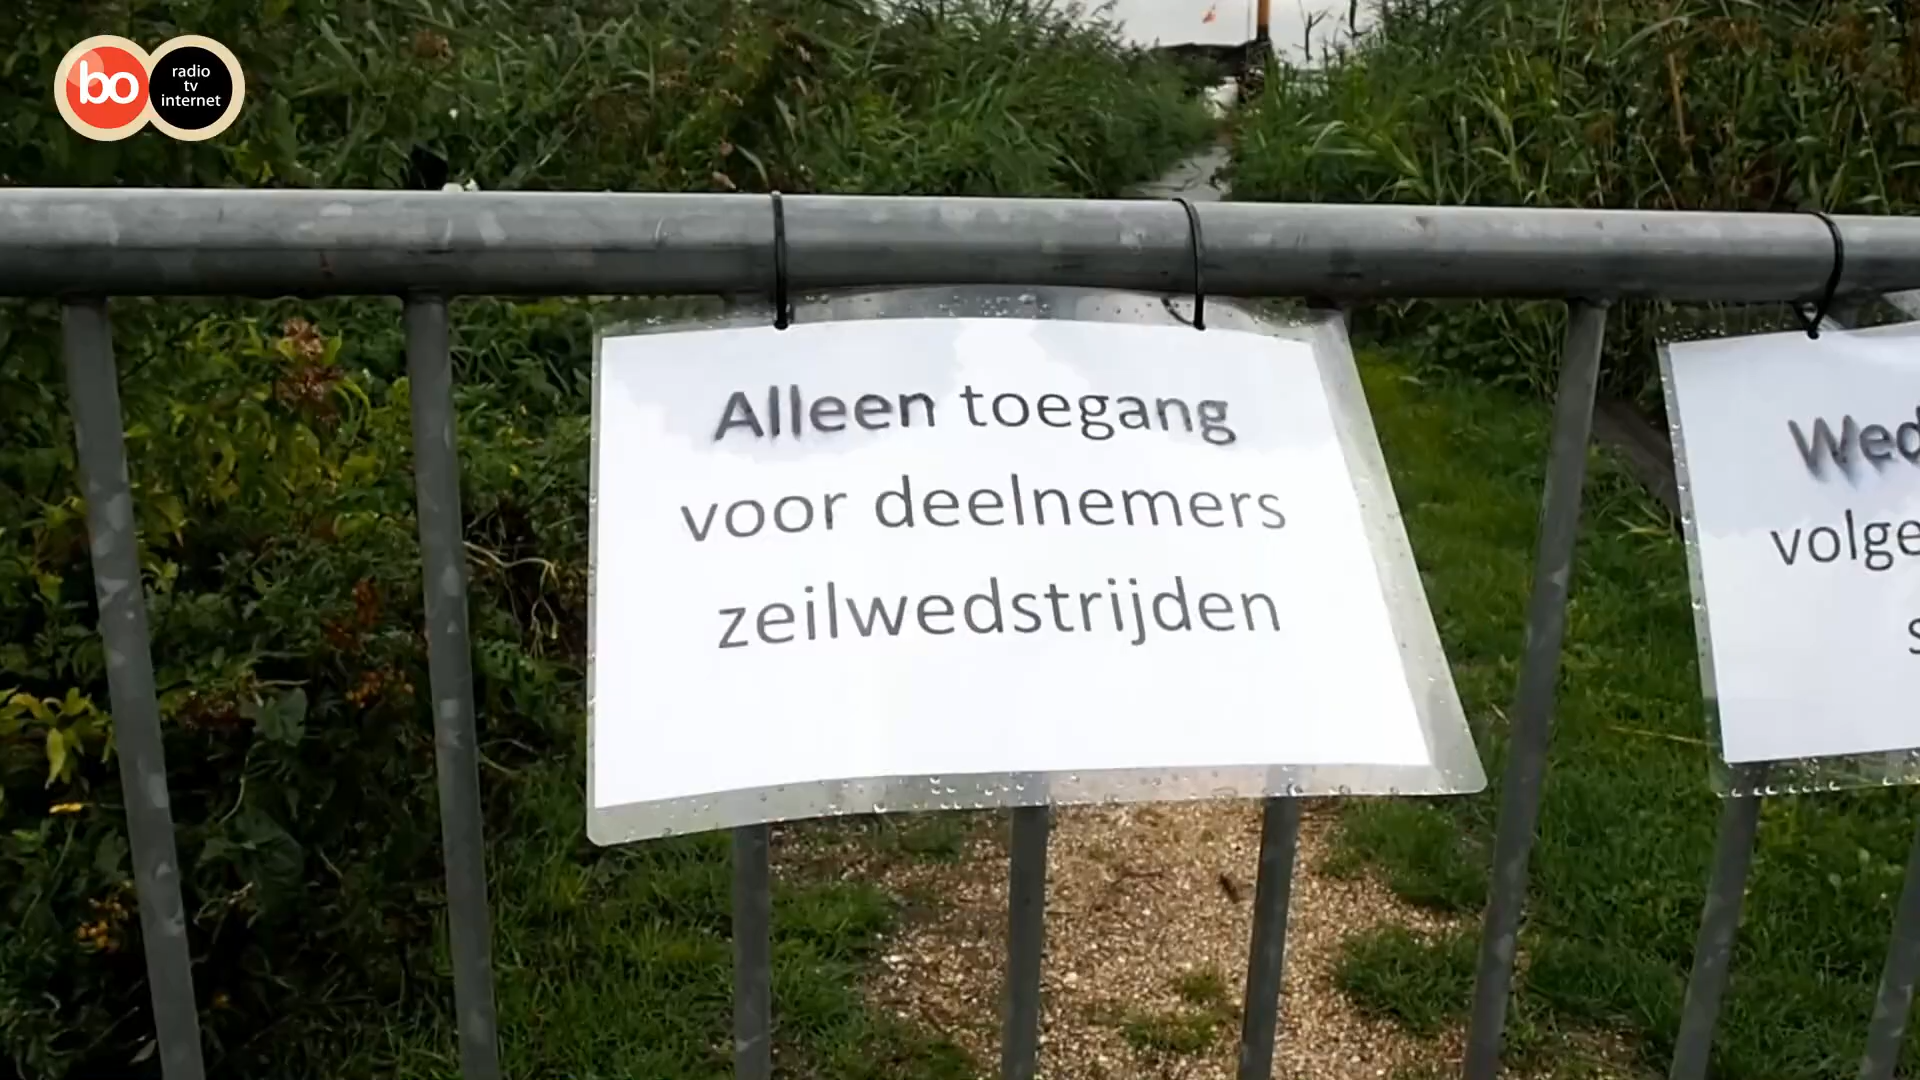 bo
radio
tv
internet
Alleen toegang
voor deelnemers
zeilwedstrijden